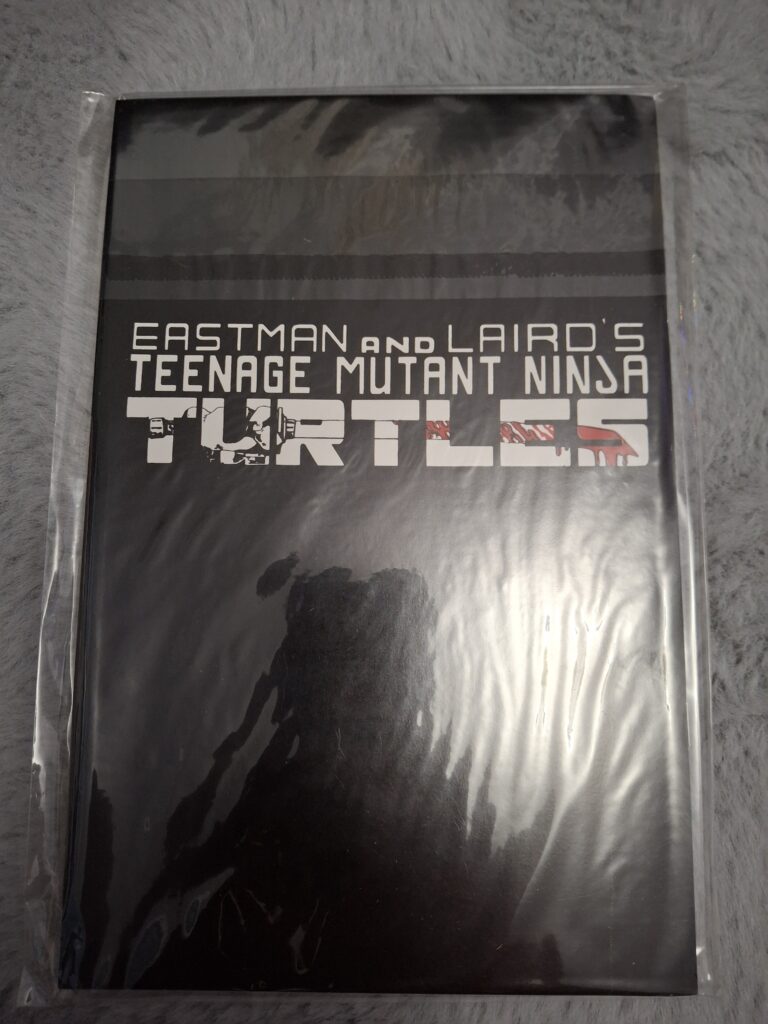 EASTMAN AND LAIRD'S
TEENAGE MUTANT NINJA
TURTLES